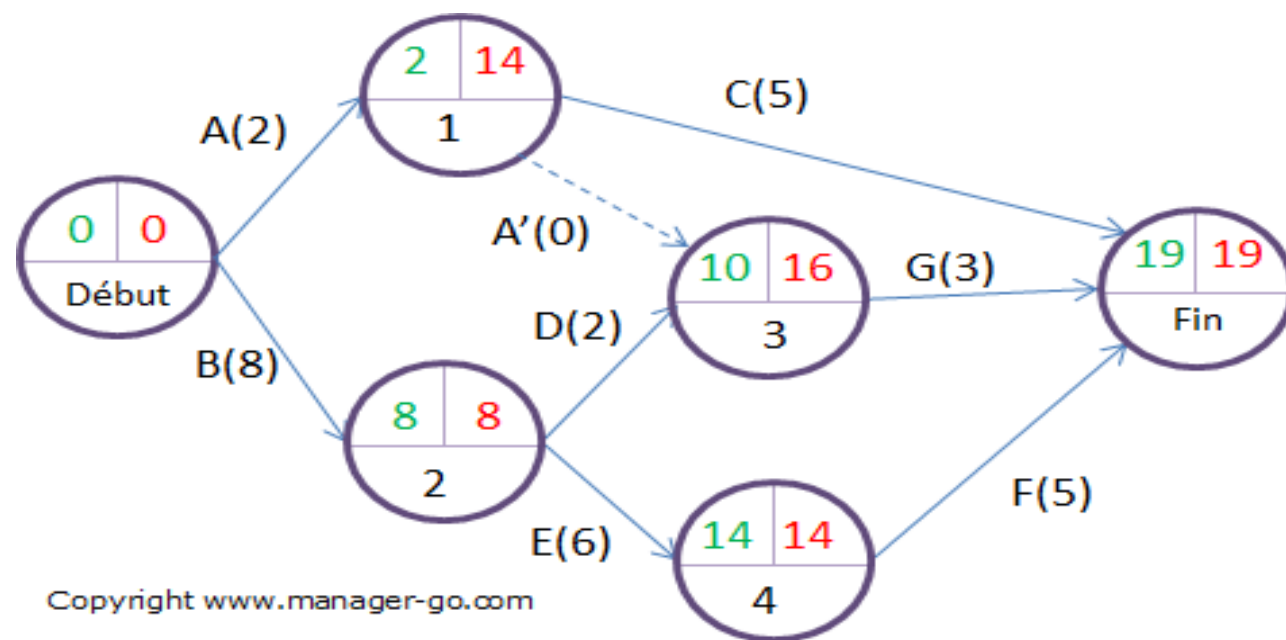 2 14
1
C(5)
A(2)
A’(0)
0 0
Début
10 16
3
G(3)
19 19
Fin
B(8)
D(2)
8 8
2
E(6)
14 14
4
F(5)
Copyright www.manager-go.com